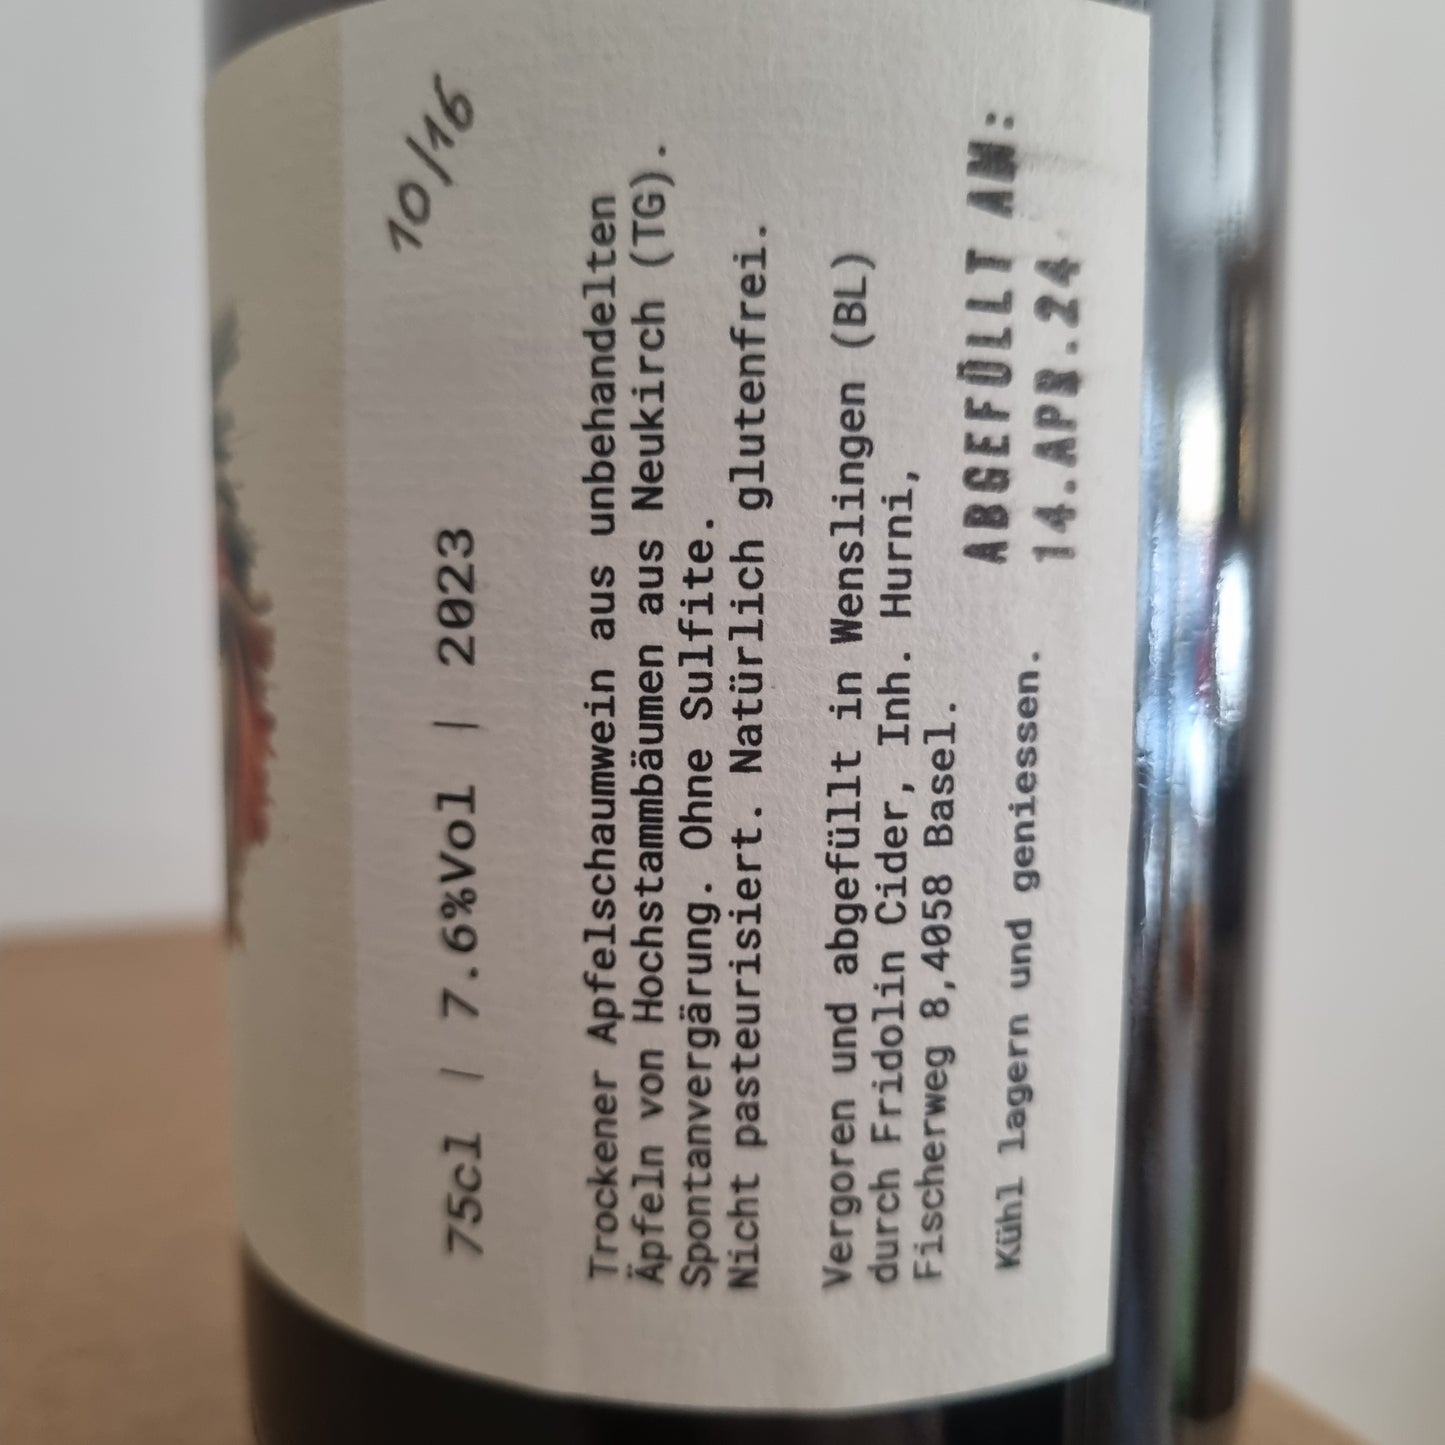 10/16
75cl | 7.6%Vol | 2023
Trockener Apfelschaumwein aus unbehandelten
Äpfeln von Hochstammbäumen aus Neukirch (TG).
Spontanvergärung. Ohne Sulfite.
Nicht pasteurisiert. Natürlich glutenfrei.
Vergoren und abgefüllt in Wenslingen (BL)
durch Fridolin Cider, Inh. Hurni,
Fischerweg 8,4058 Basel.
Kühl lagern und geniessen.
ABGEFÜLLT AM:
14.APR.24